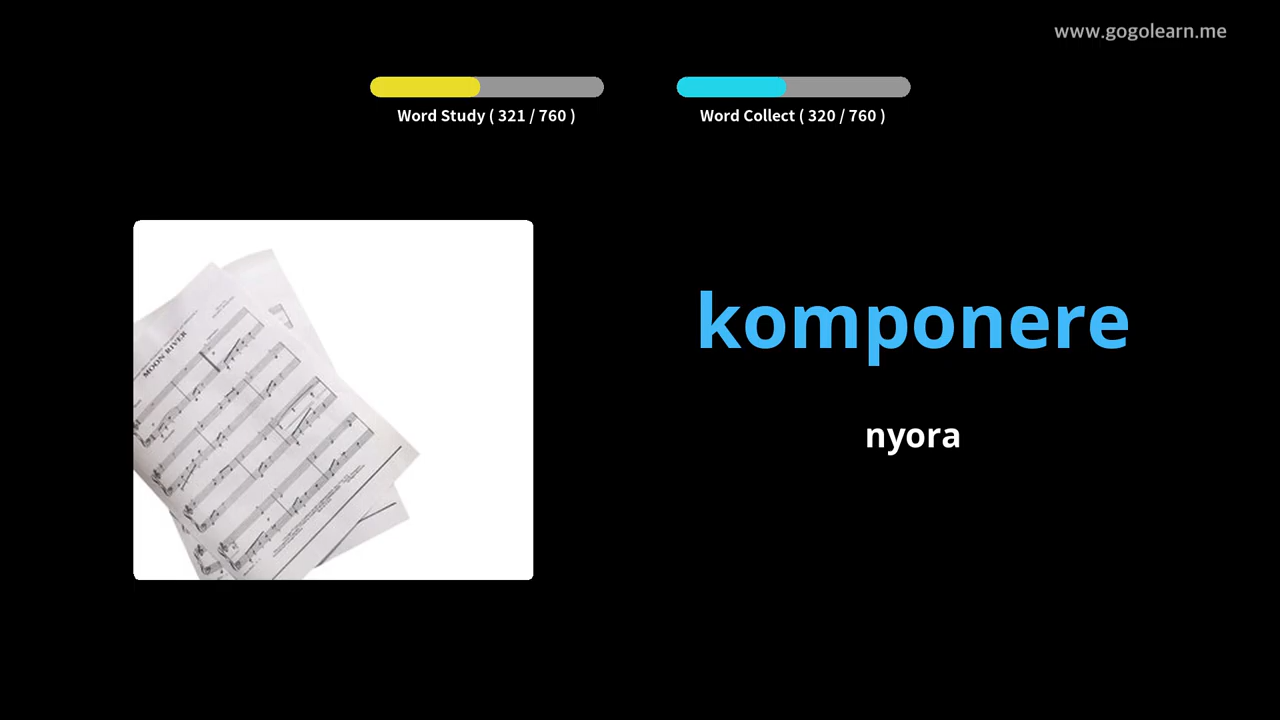 www.gogolearn.me
Word Study ( 321 / 760 )
Word Collect ( 320 / 760 )
MOON RIVER
komponere
nyora